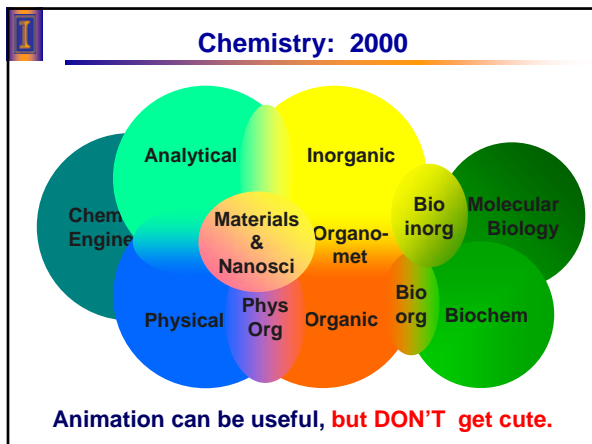 Chemistry: 2000
Analytical
Inorganic
Chem
Engine
Materials
&
Nanosci
Organo-
met
Bio
inorg
Molecular
Biology
Physical
Phys
Org
Organic
Bio
org
Biochem
Animation can be useful, but DON'T get cute.